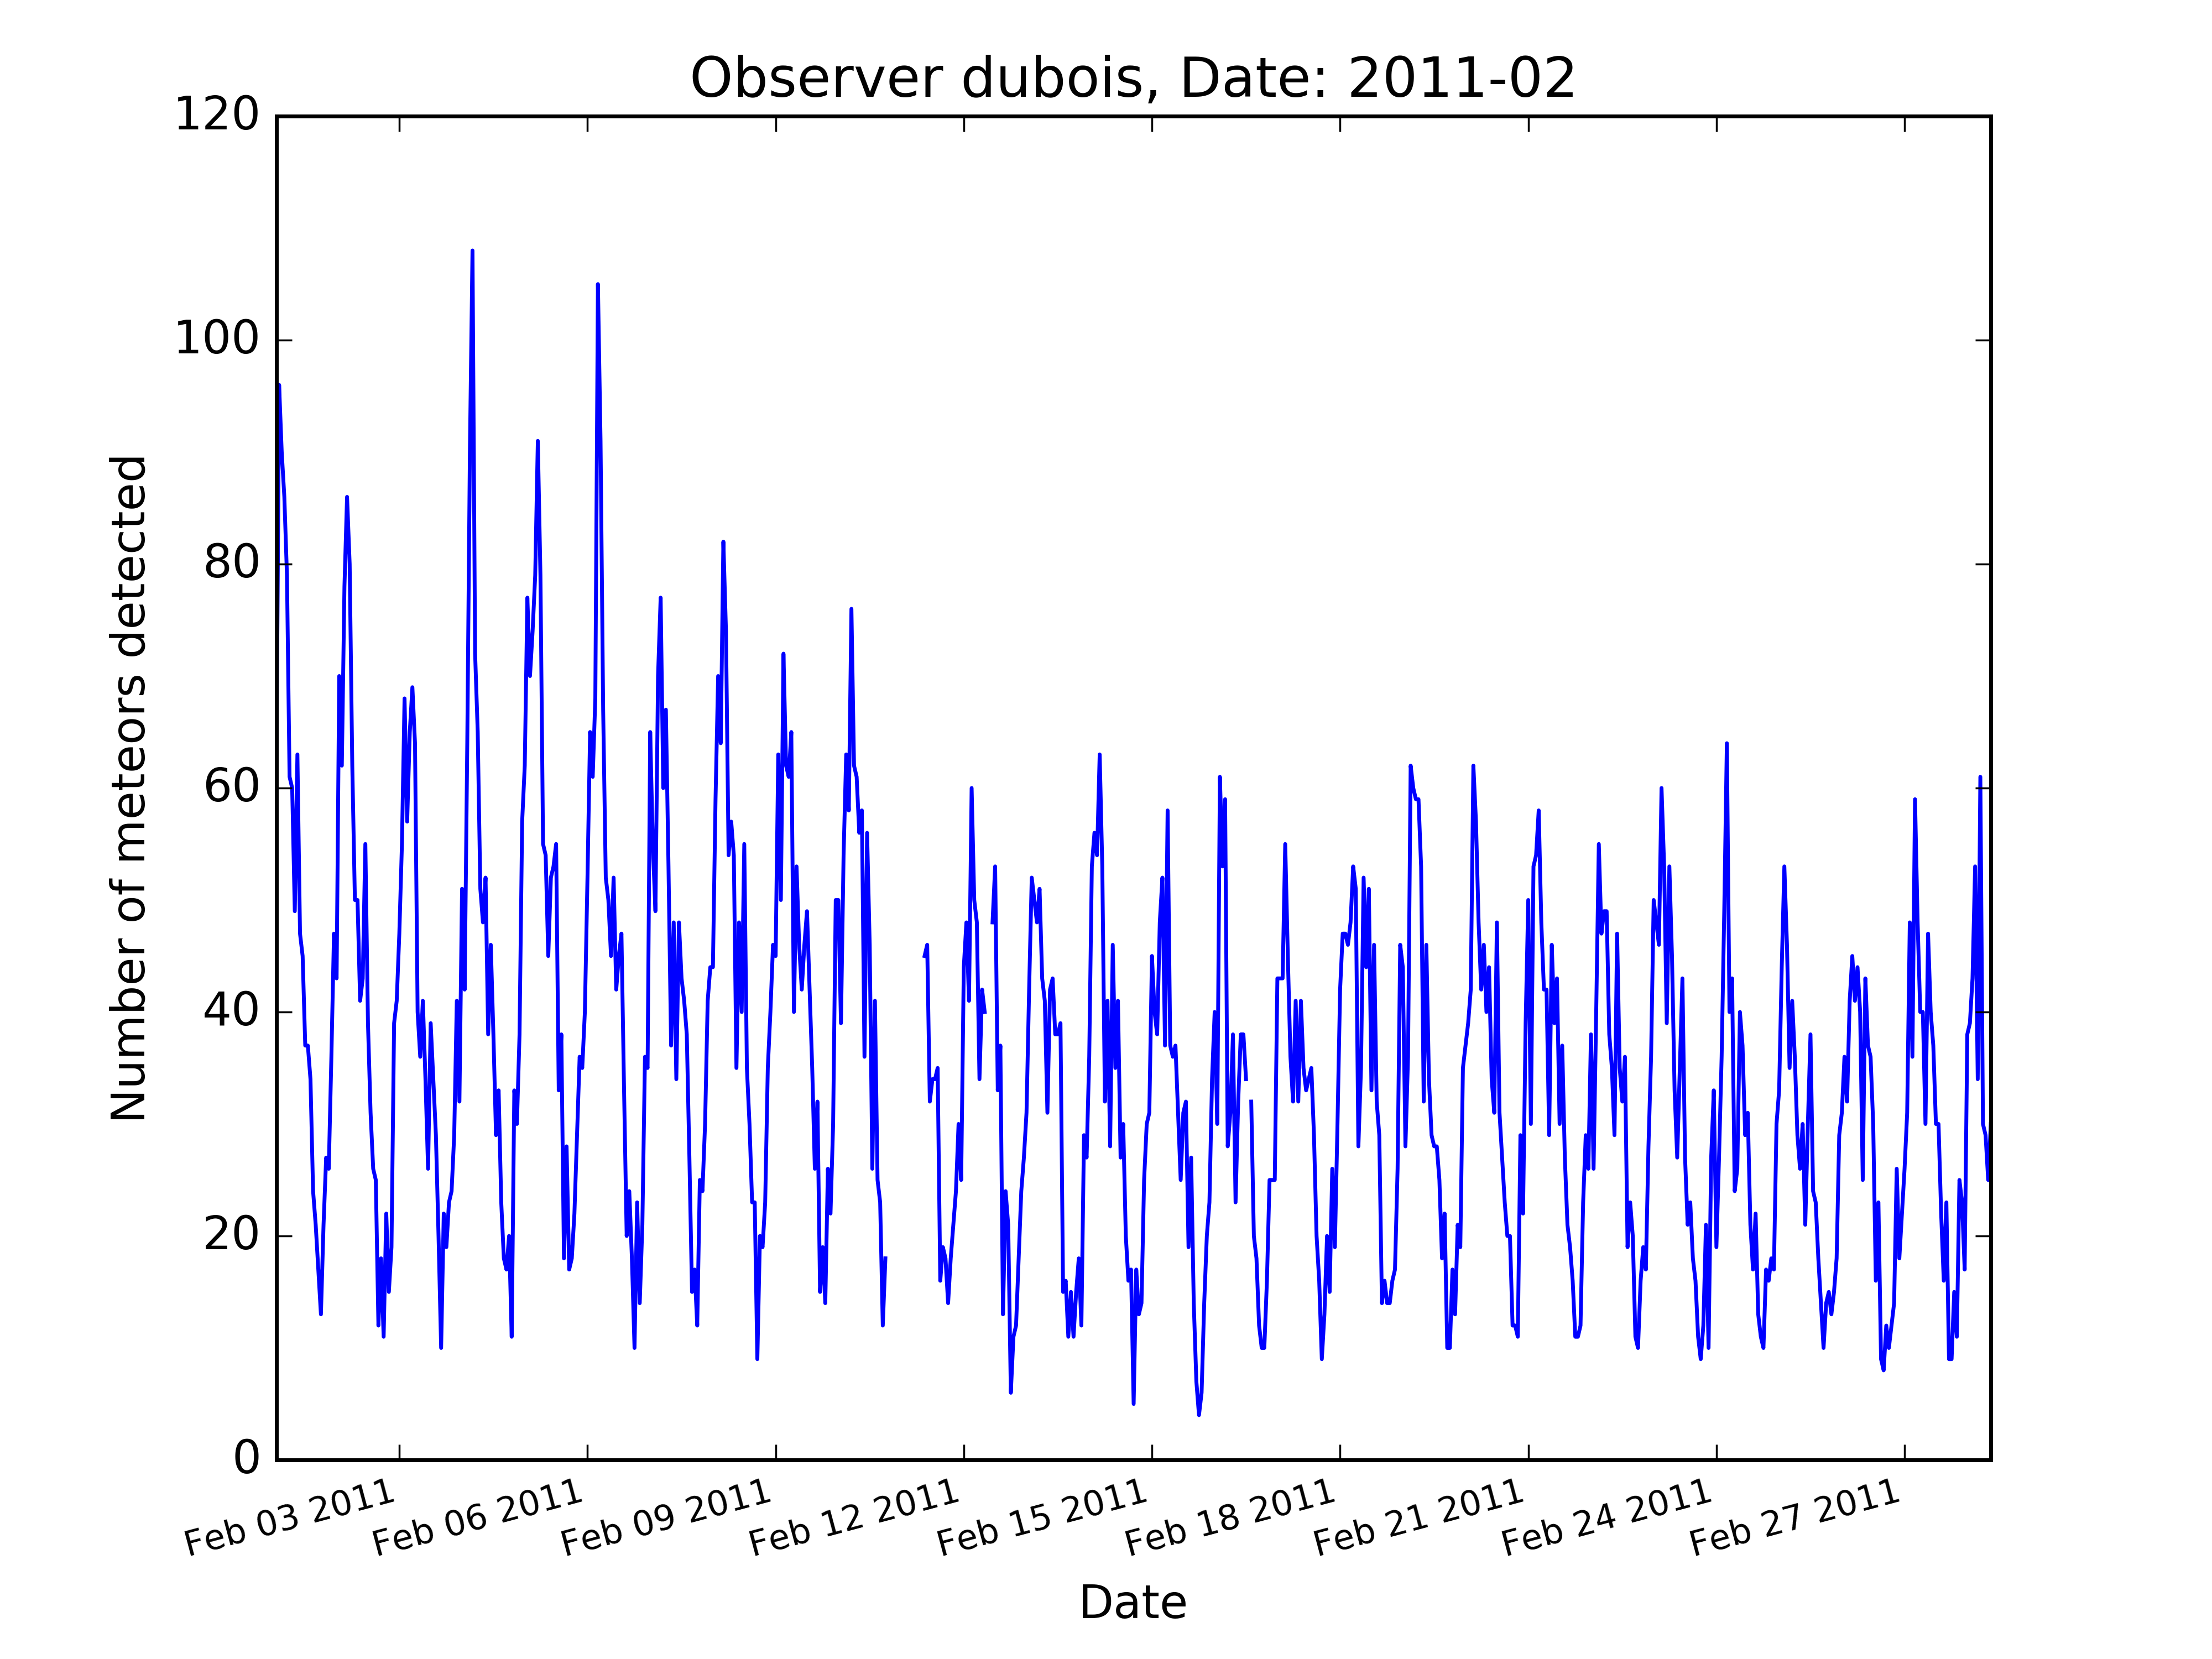 Observer dubois, Date: 2011-02
120
100
80
60
40
20
0
Number of meteors detected
Feb 03 2011
Feb 06 2011
Feb 09 2011
Feb 12 2011
Feb 15 2011
Feb 18 2011
Feb 21 2011
Feb 24 2011
Feb 27 2011
Date